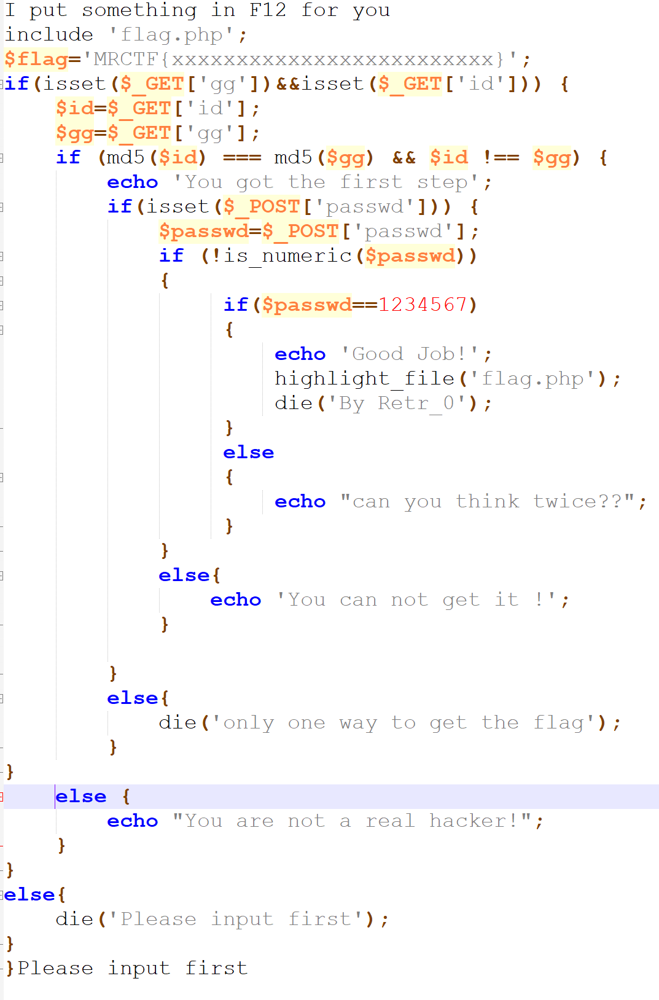 I put something in F12 for you
include 'flag.php';
$flag='MRCTF{xxxxxxxxxxxxxxxxxxxxxxxxx}';
if(isset($_GET['gg'])&&isset($_GET['id'])) {
    $id=$_GET['id'];
    $gg=$_GET['gg'];
    if (md5($id) === md5($gg) && $id !== $gg) {
        echo 'You got the first step';
        if(isset($_POST['passwd'])) {
            $passwd=$_POST['passwd'];
            if (!is_numeric($passwd))
            {
                 if($passwd==1234567)
                 {
                     echo 'Good Job!';
                     highlight_file('flag.php');
                     die('By Retr_0');
                 }
                 else
                 {
                     echo "can you think twice??";
                 }
            }
            else{
                echo 'You can not get it !';
            }

        }
        else{
            die('only one way to get the flag');
        }
}
    else {
        echo "You are not a real hacker!";
    }
}
else{
    die('Please input first');
}
}Please input first